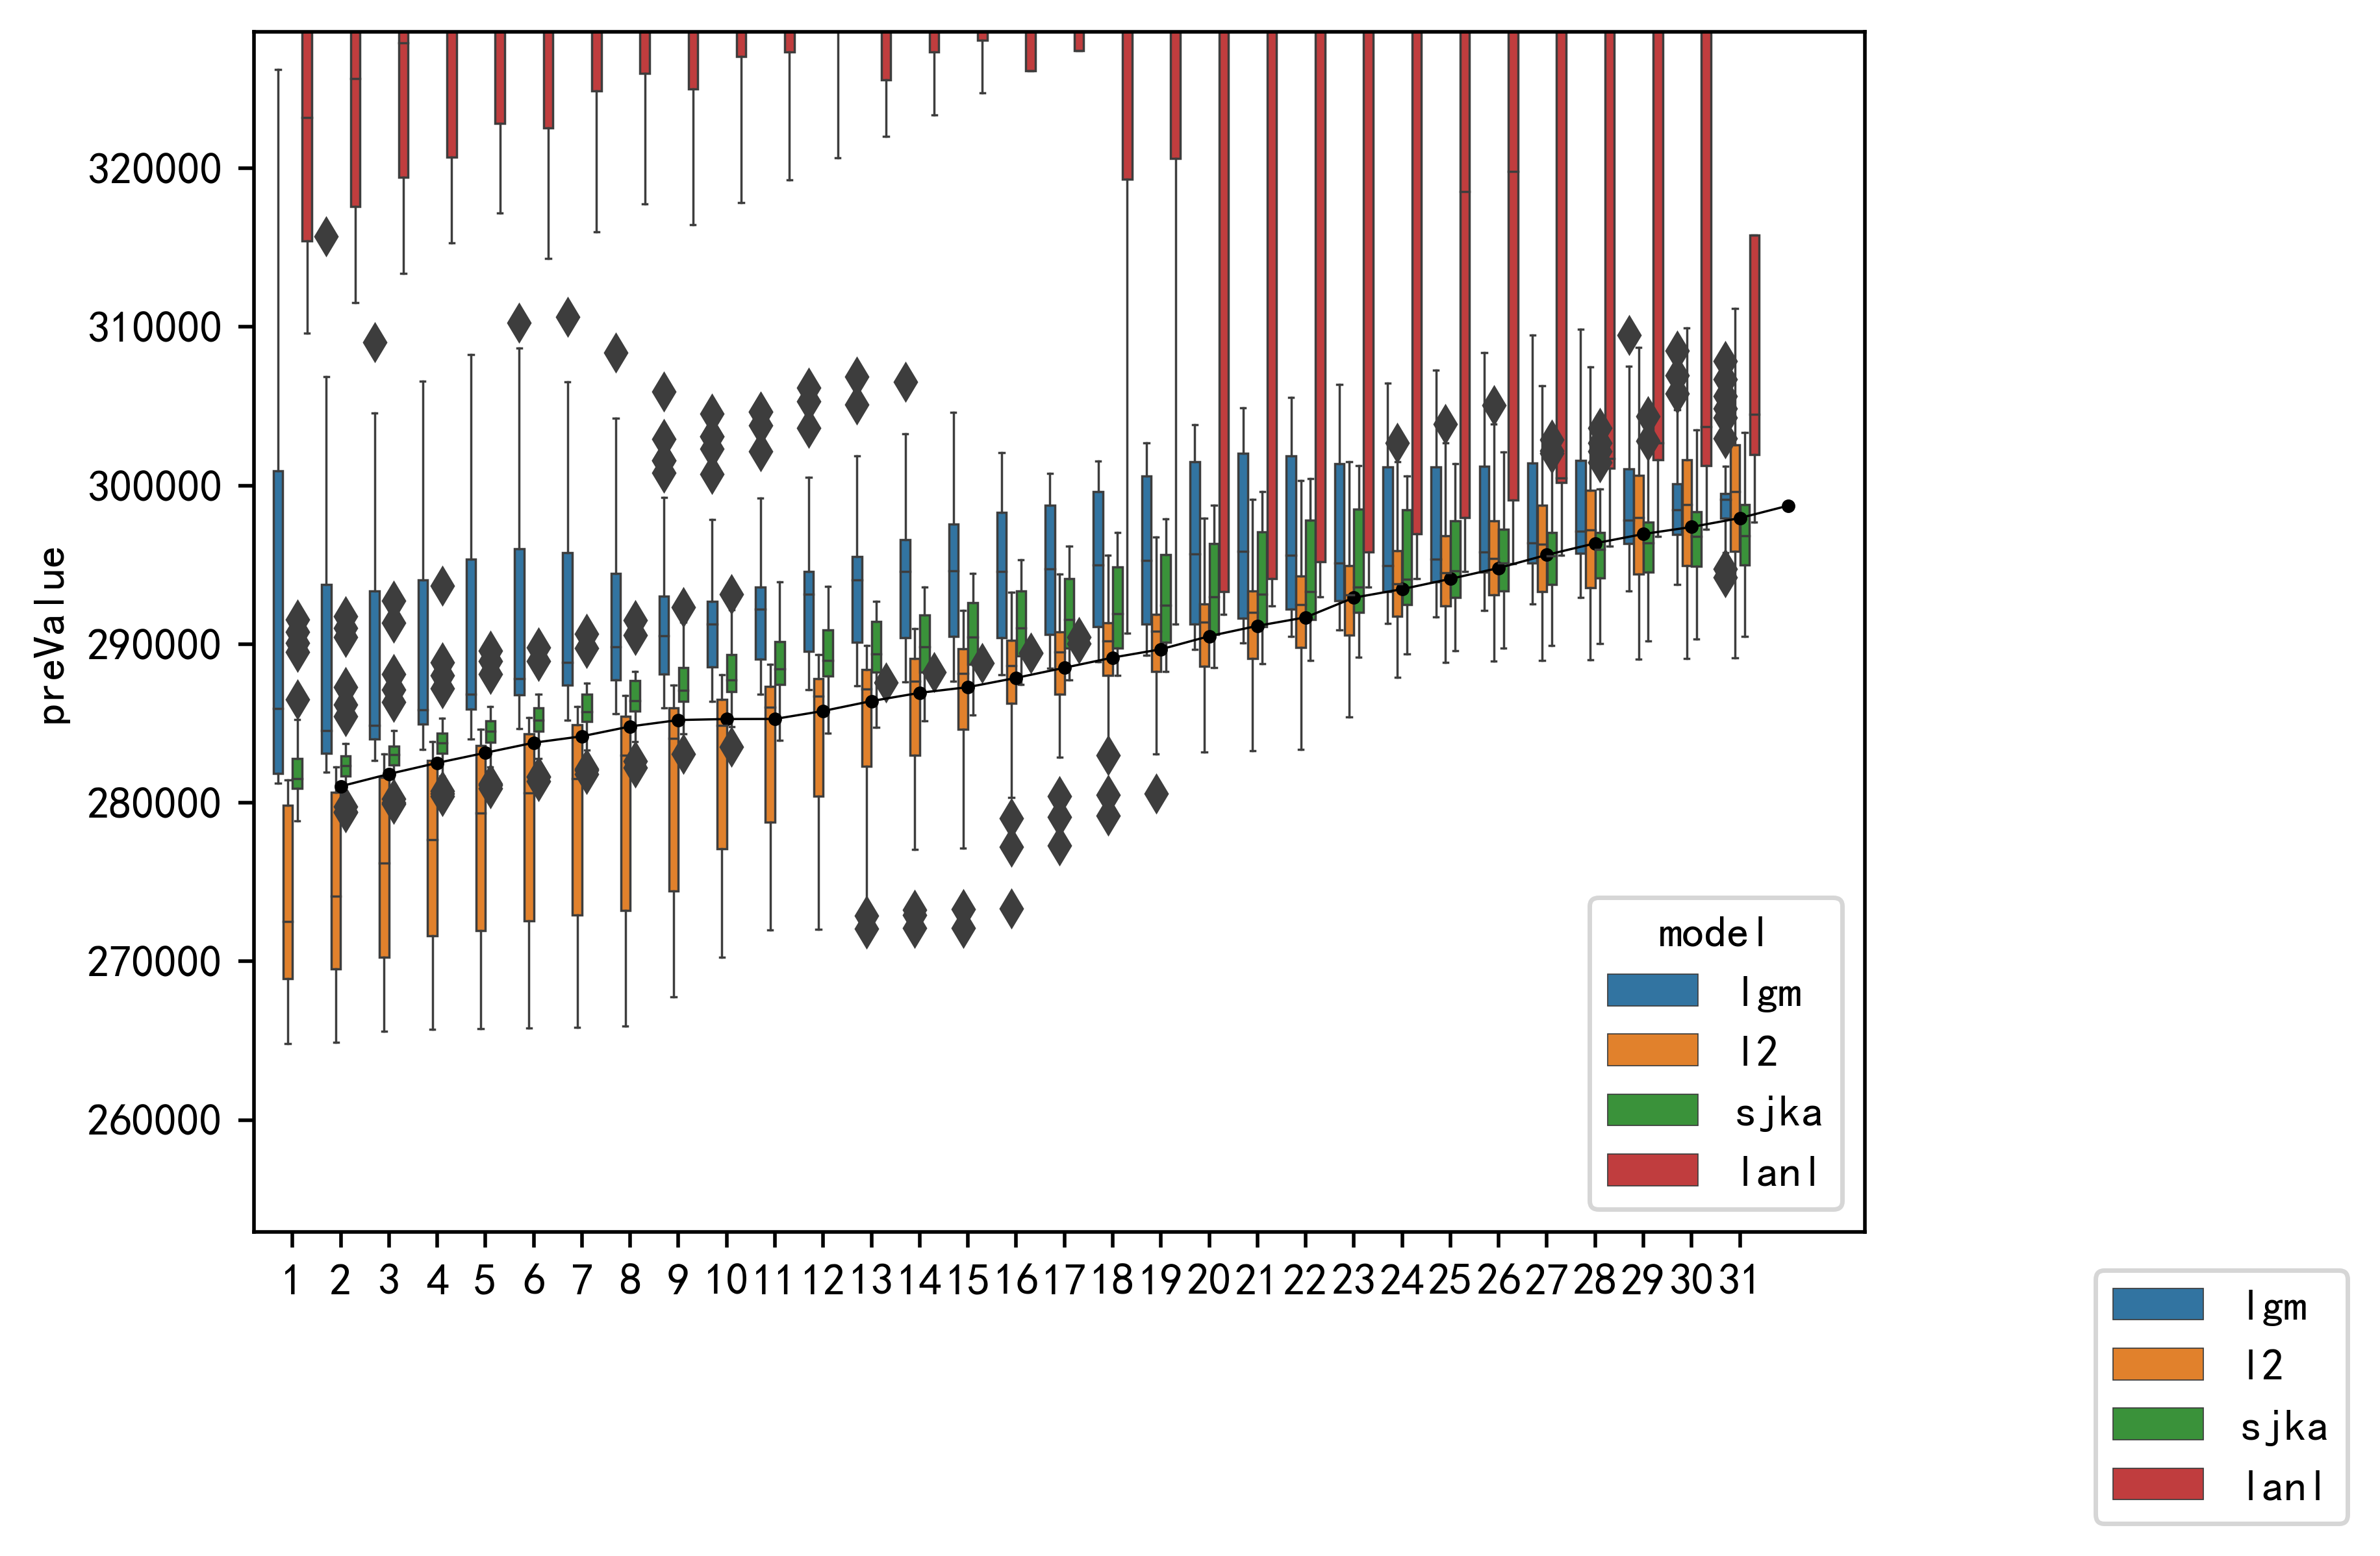 preValue
320000
310000
300000
290000
280000
270000
260000
1 2 3 4 5 6 7 8 9 10 11 12 13 14 15 16 17 18 19 20 21 22 23 24 25 26 27 28 29 30 31
model
lgm
l2
sjka
lanl
lgm
l2
sjka
lanl